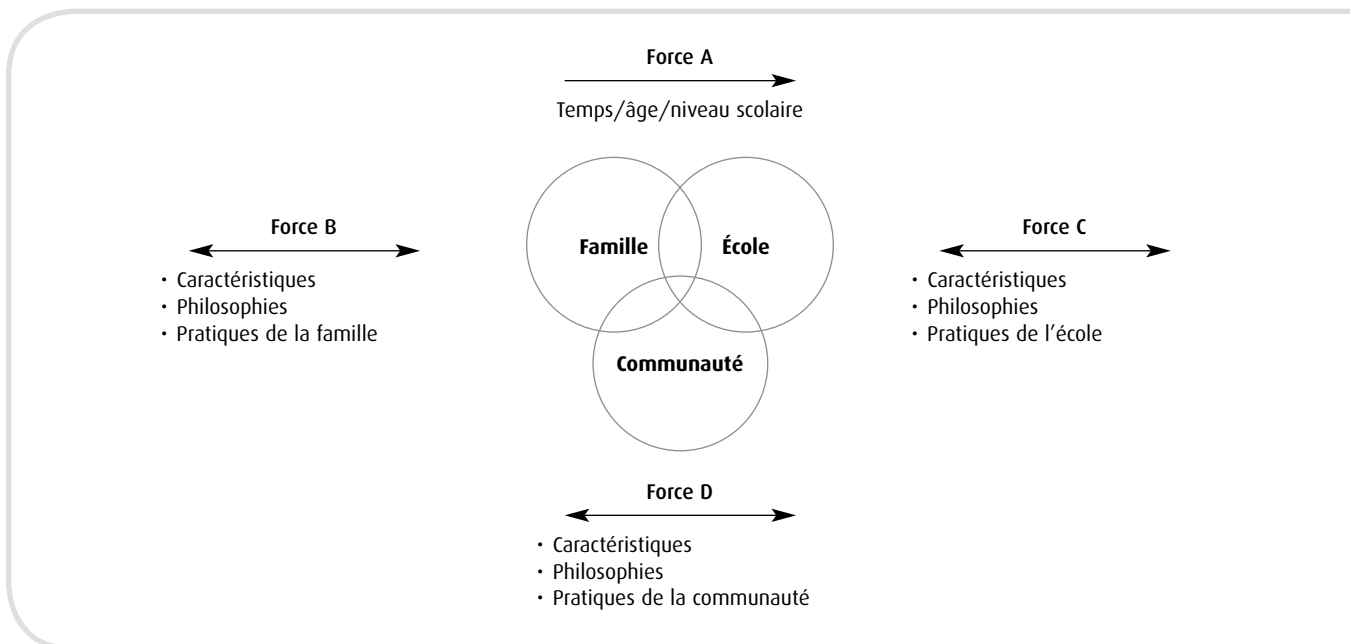 Force A
Temps/âge/niveau scolaire
Force B
• Caractéristiques
• Philosophies
• Pratiques de la famille
Famille
École
Communauté
Force C
• Caractéristiques
• Philosophies
• Pratiques de l'école
Force D
• Caractéristiques
• Philosophies
• Pratiques de la communauté